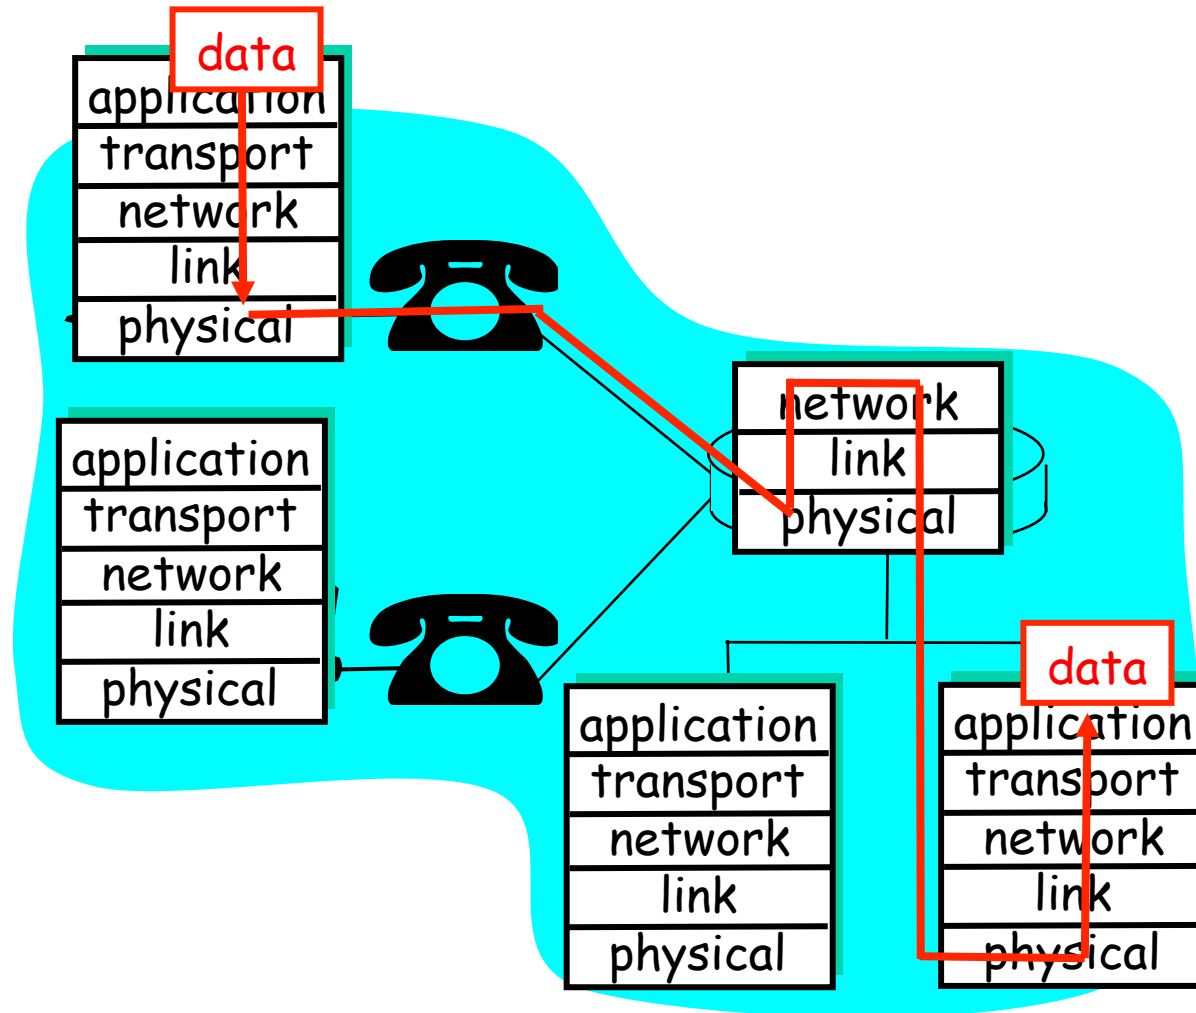 data
application
transport
network
link
physical
application
transport
network
link
physical
network
link
physical
application
transport
network
link
physical
data
application
transport
network
link
physical